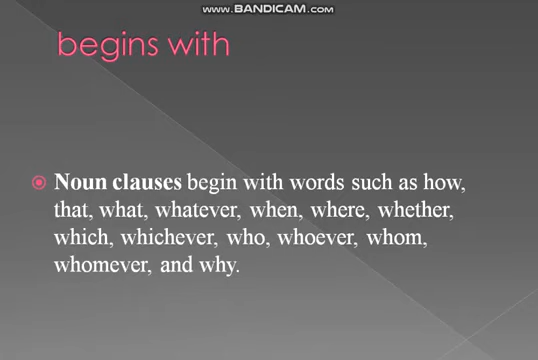 www.BANDICAM.com
begins with
Noun clauses begin with words such as how,
that, what, whatever, when, where, whether,
which, whichever, who, whoever, whom,
whomever, and why.